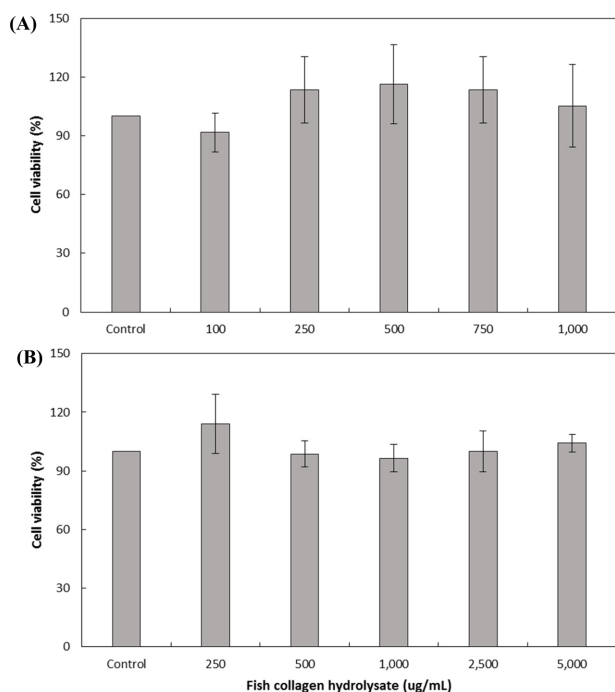 (A)
150
120
90
60
30
0
Cell viability (%)
Control 100 250 500 750 1,000
(B)
150
120
90
60
30
0
Cell viability (%)
Control 250 500 1,000 2,500 5,000
Fish collagen hydrolysate (ug/mL)